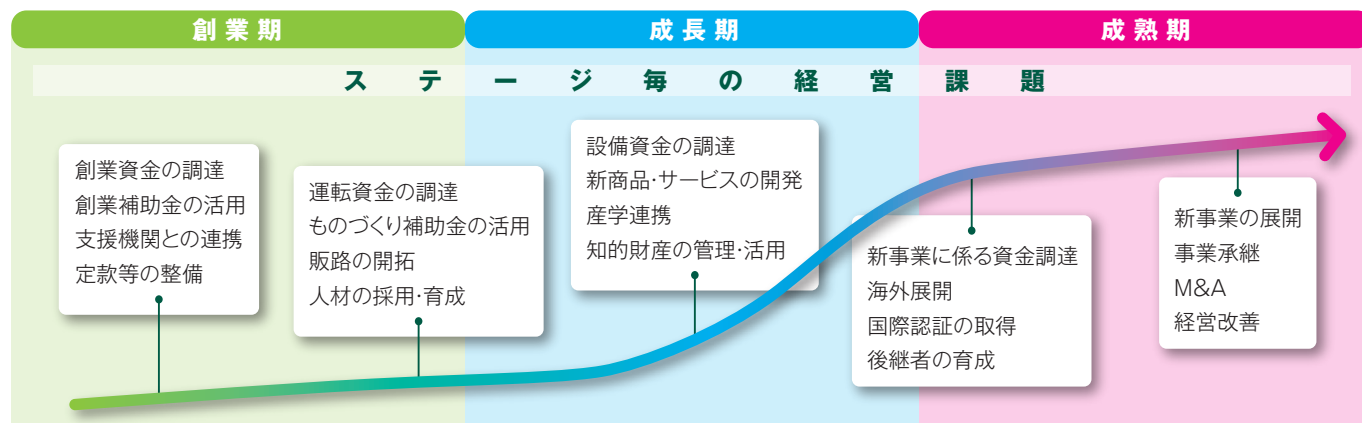 創業期
成長期
成熟期
ステージ毎の経営課題
創業資金の調達
創業補助金の活用
支援機関との連携
定款等の整備
運転資金の調達
ものづくり補助金の活用
販路の開拓
人材の採用・育成
設備資金の調達
新商品・サービスの開発
産学連携
知的財産の管理・活用
新事業に係る資金調達
海外展開
国際認証の取得
後継者の育成
新事業の展開
事業承継
M&A
経営改善